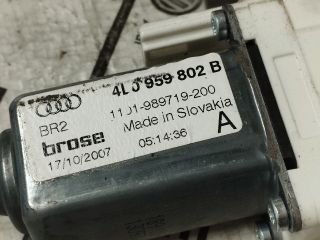 4L0 959 802 B
1101-989719-200
BR2
Made in Slovakia
brose
A
17/10/2007
05:14:36